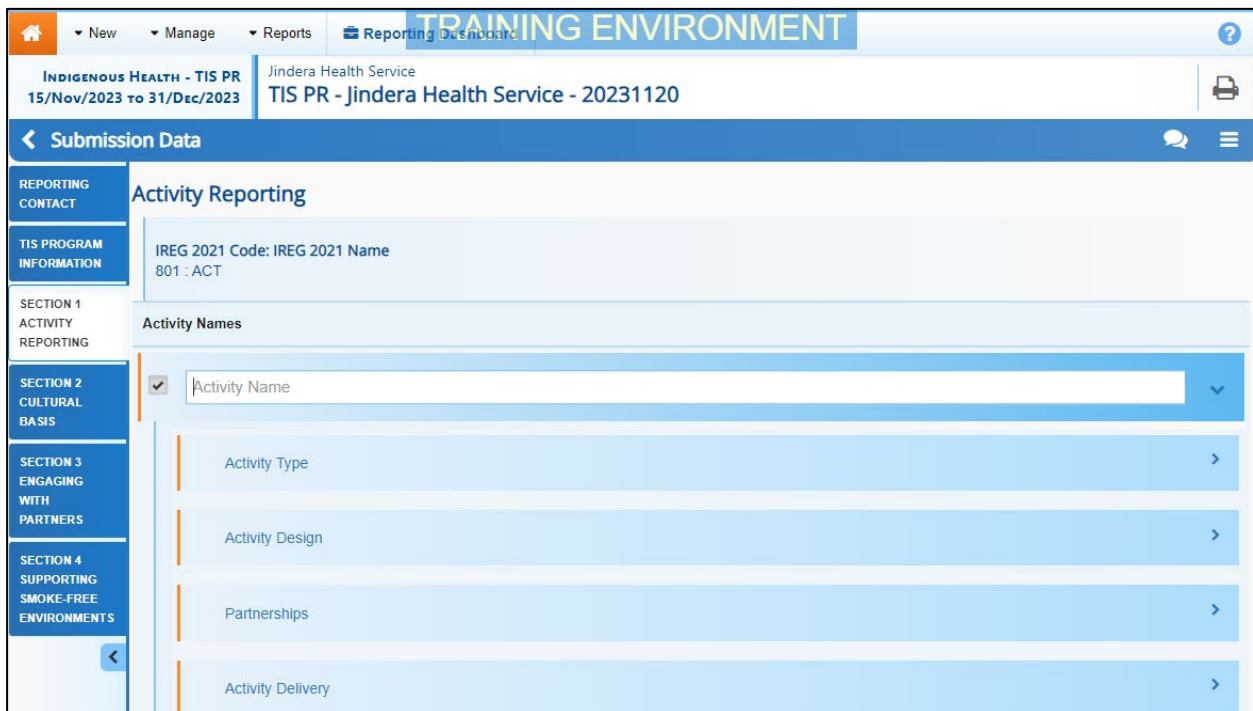 New
Manage
Reports
Reporting Dashboard
TRAINING ENVIRONMENT
INDIGENOUS HEALTH - TIS PR
15/NOV/2023 TO 31/DEC/2023
Jindera Health Service
TIS PR - Jindera Health Service - 20231120
Submission Data
REPORTING
CONTACT
TIS PROGRAM
INFORMATION
SECTION 1
ACTIVITY
REPORTING
SECTION 2
CULTURAL
BASIS
SECTION 3
ENGAGING
WITH
PARTNERS
SECTION 4
SUPPORTING
SMOKE-FREE
ENVIRONMENTS
Activity Reporting
IREG 2021 Code: IREG 2021 Name
801 : ACT
Activity Names
Activity Name
Activity Type
Activity Design
Partnerships
Activity Delivery